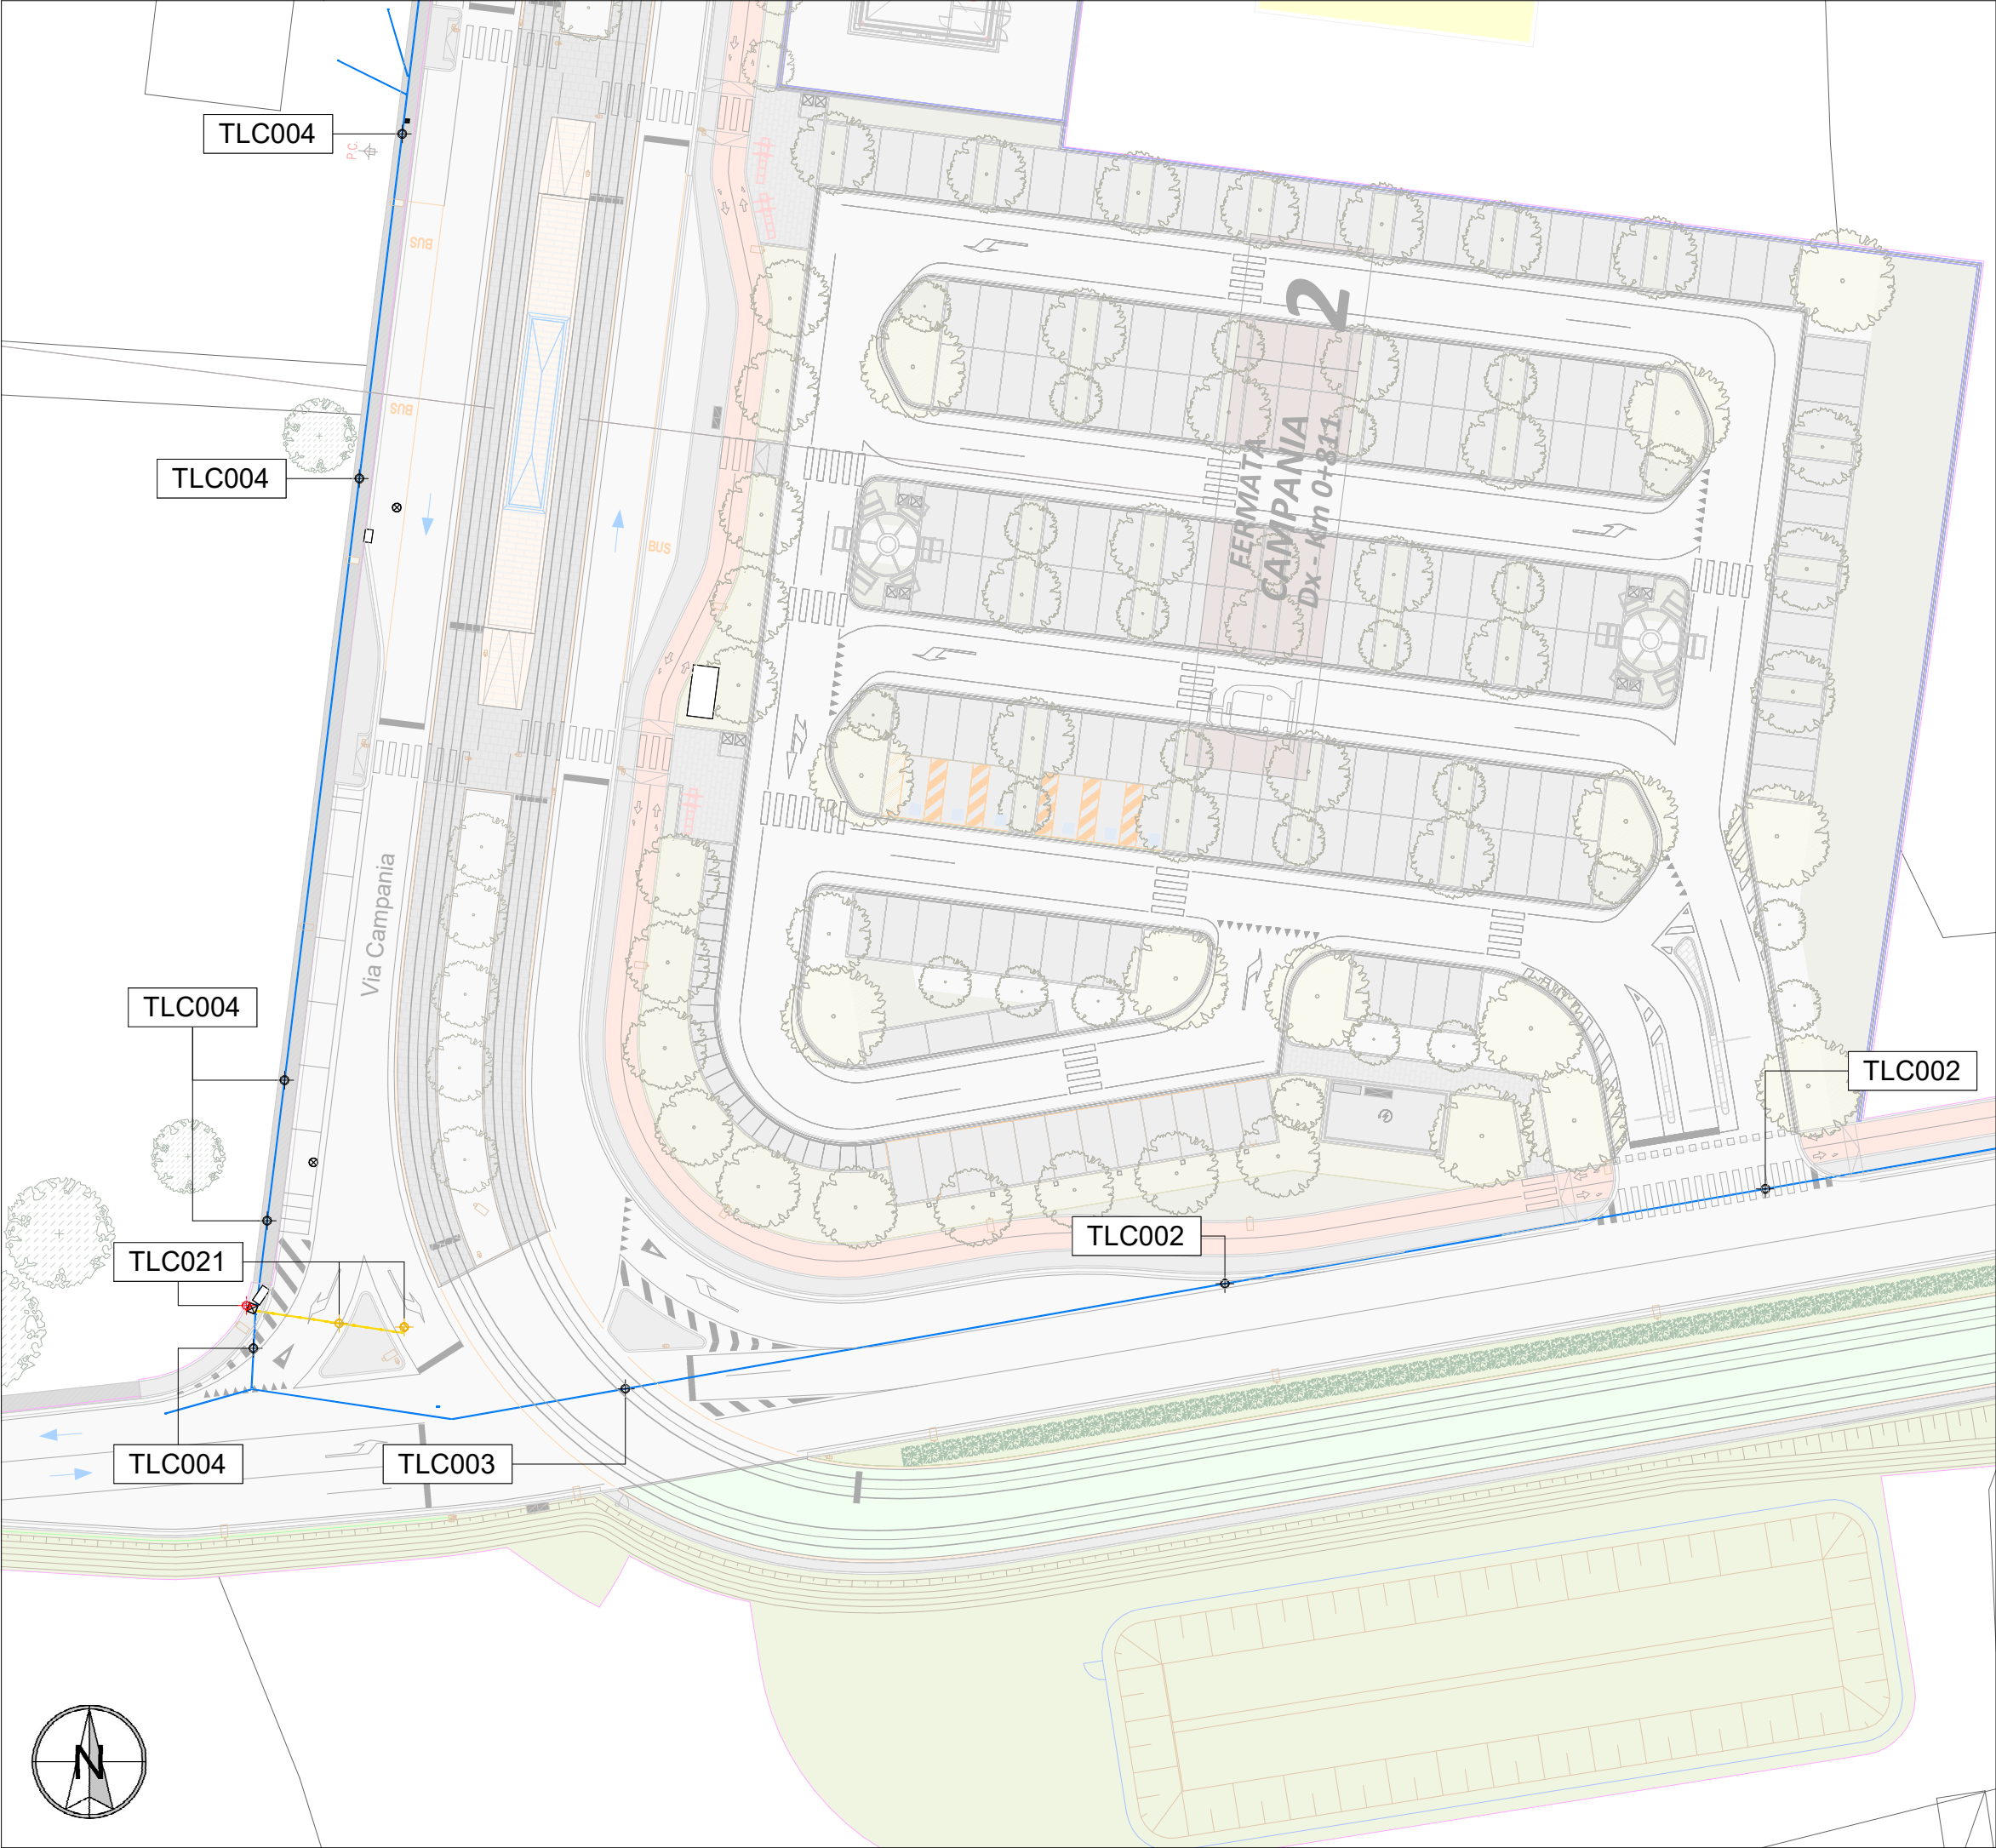 TLC004
P.C.
BUS
2
BUS
FERMATA
CAMPANIA
Dx - Km 0+811
TLC004
BUS
Via Campania
TLC004
TLC002
TLC002
TLC021
TLC004
TLC003
N